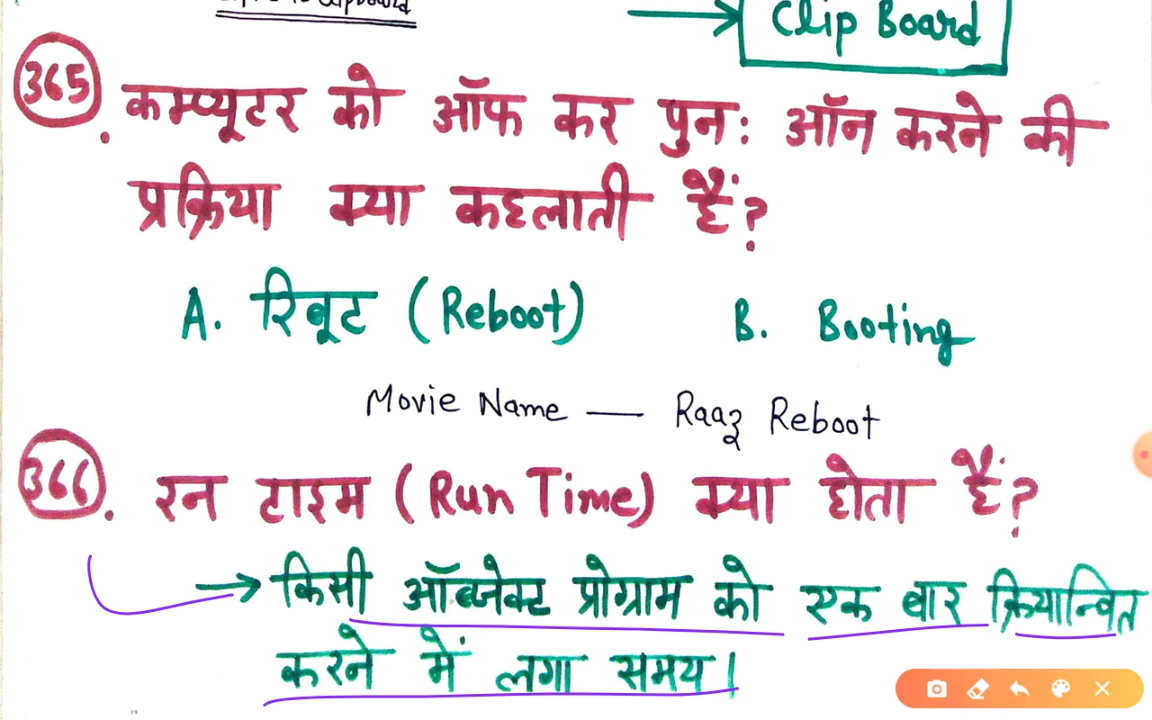 Clip Board
365. कम्प्यूटर को ऑफ कर पुनः ऑन करने की
प्रक्रिया क्या कहलाती हैं?
A. रिबूट (Reboot) B. Booting
Movie Name — Raaz Reboot
366. रन टाइम (Run Time) क्या होता हैं?
→ किसी ऑब्जेक्ट प्रोग्राम को एक बार क्रियान्वित
करने में लगा समय।